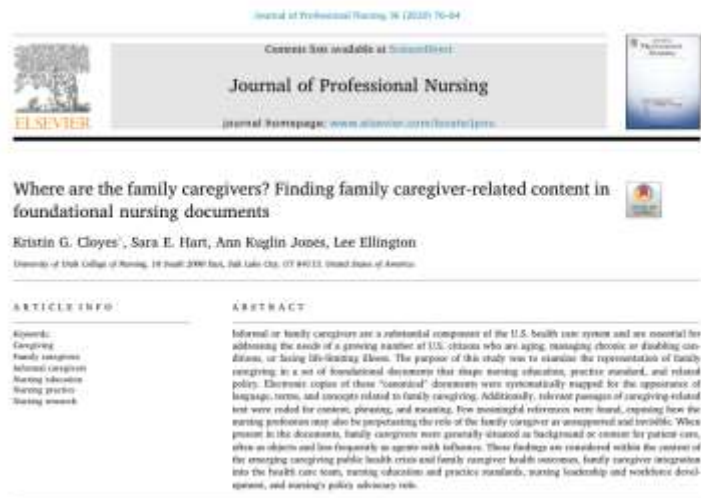 Journal of Professional Nursing 36 (2020) 76–84
Contents lists available at ScienceDirect
Journal of Professional Nursing
journal homepage: www.elsevier.com/locate/jpnu
ELSEVIER
Where are the family caregivers? Finding family caregiver-related content in
foundational nursing documents
Kristin G. Cloyes*, Sara E. Hart, Ann Kuglin Jones, Lee Ellington
University of Utah College of Nursing, 10 South 2000 East, Salt Lake City, UT 84112, United States of America
ARTICLE INFO
Keywords:
Caregiving
Family caregivers
Informal caregivers
Nursing education
Nursing practice
Nursing research
ABSTRACT
Informal or family caregivers are a substantial component of the U.S. health care system and are essential for
addressing the needs of a growing number of U.S. citizens who are aging, managing chronic or disabling con-
ditions, or facing life-limiting illness. The purpose of this study was to examine the representation of family
caregiving in a set of foundational documents that shape nursing education, practice standard, and related
policy. Electronic copies of these "canonical" documents were systematically mapped for the appearance of
language, terms, and concepts related to family caregiving. Additionally, relevant passages of caregiving-related
text were coded for content, phrasing, and meaning. Few meaningful references were found, exposing how the
nursing profession may also be perpetuating the role of the family caregiver as unsupported and invisible. When
present in the documents, family caregivers were generally situated as background or context for patient care,
often as objects and less frequently as agents with influence. These findings are considered within the context of
the emerging caregiving public health crisis and family caregiver health outcomes, family caregiver integration
into the health care team, nursing education and practice standards, nursing leadership and workforce devel-
opment, and nursing's policy advocacy role.